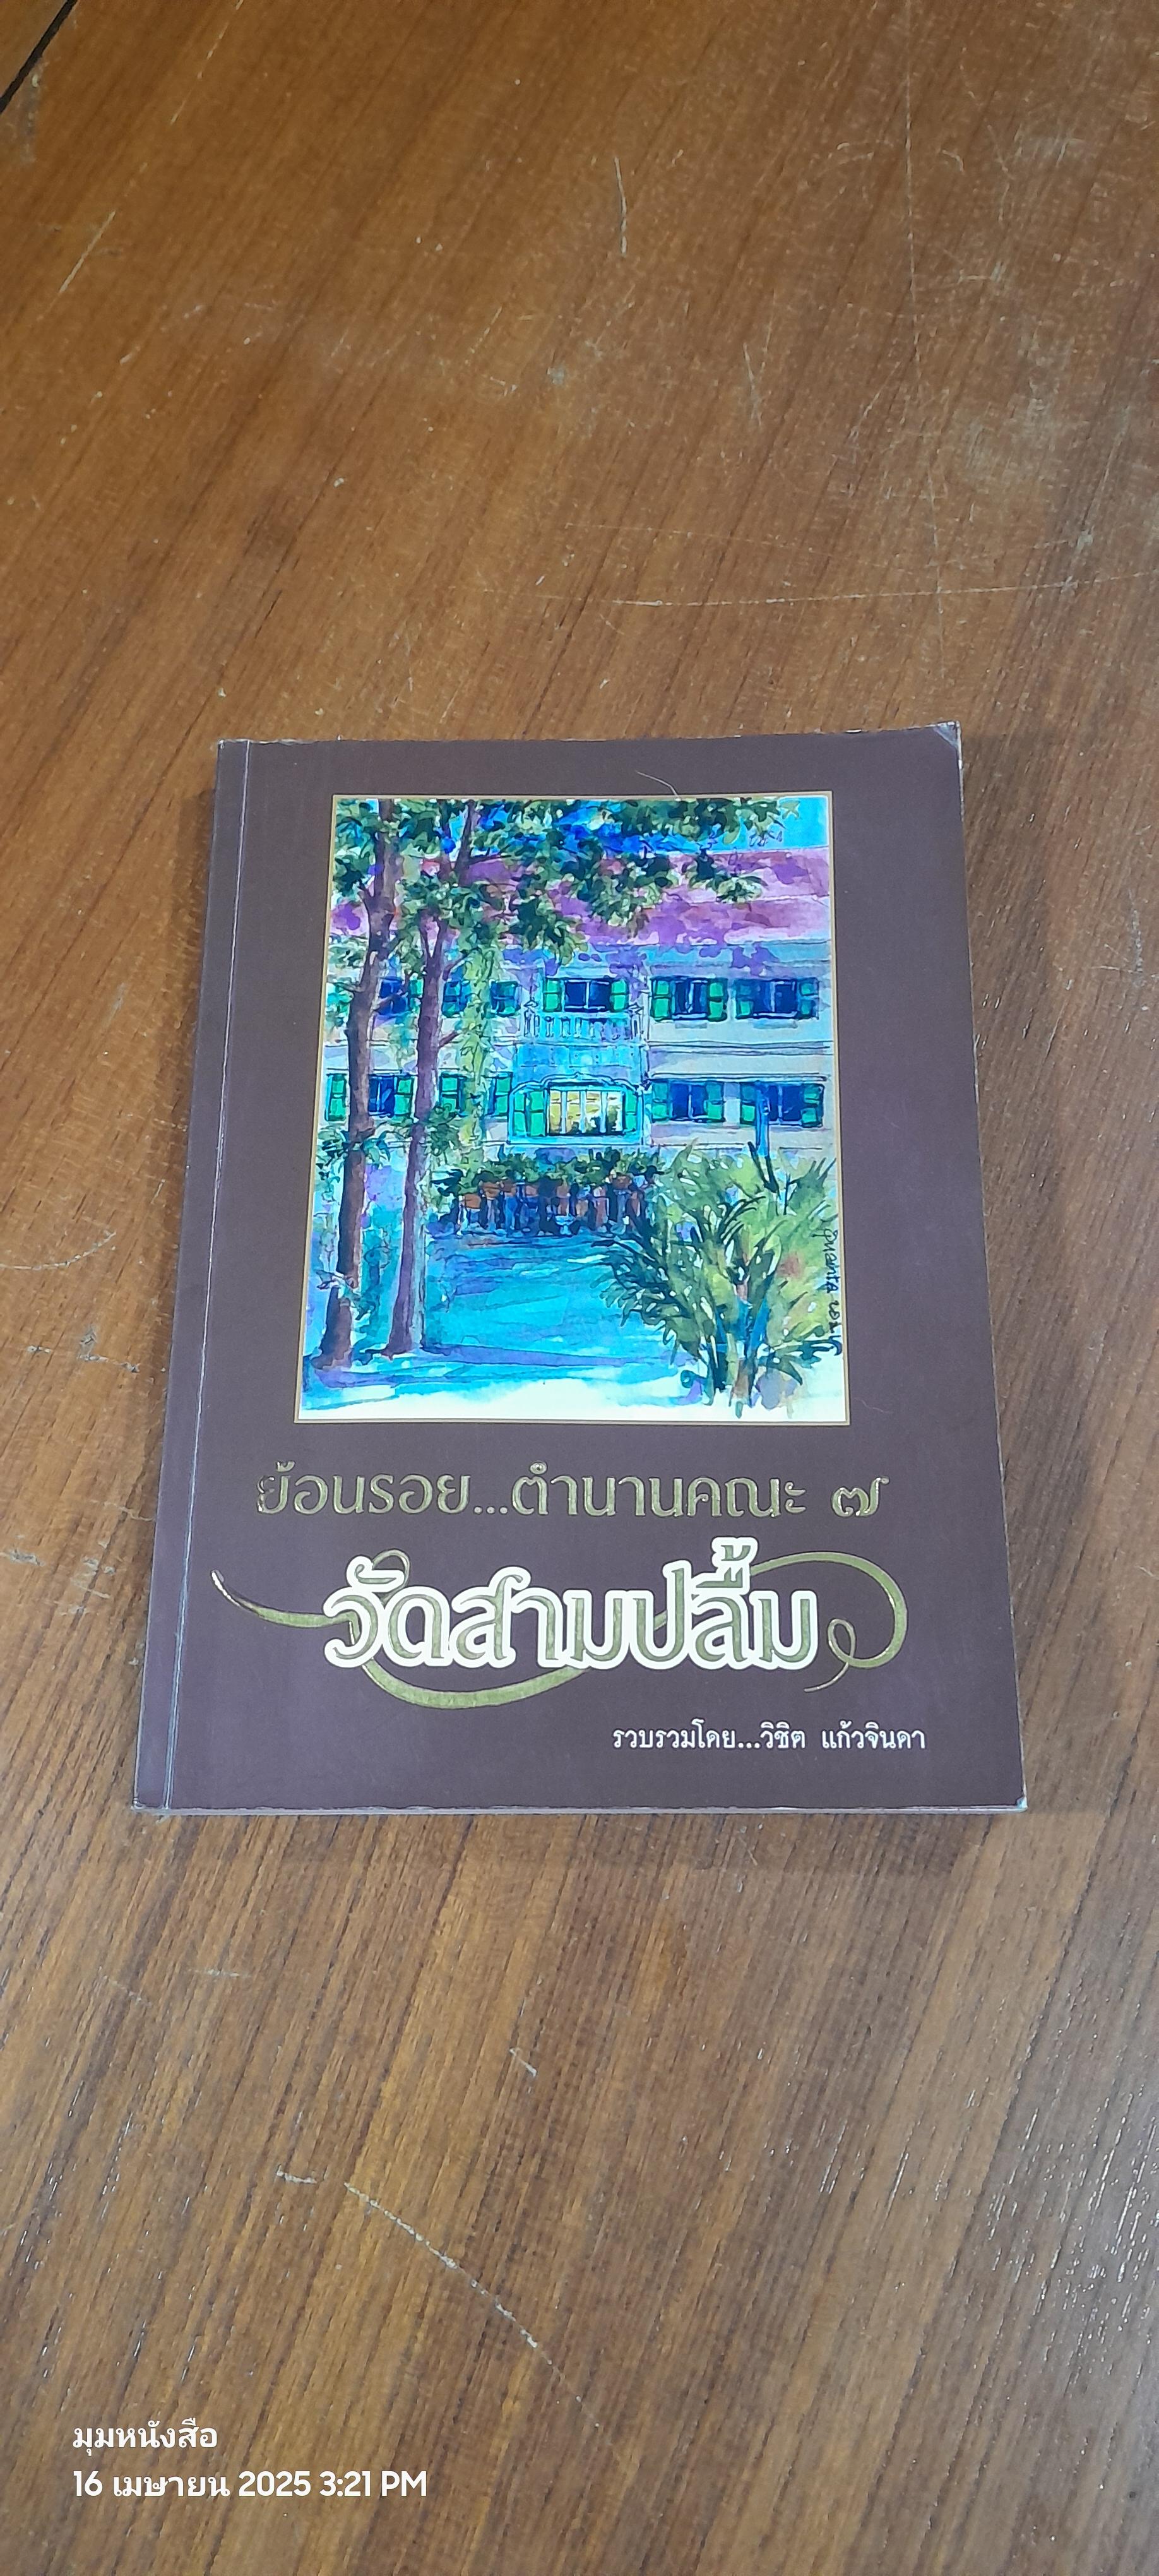 ย้อนรอย...ตำนานคณะ ๗
วัดสามปลื้ม
รวบรวมโดย...วิชิต แก้วจินดา
มุมหนังสือ
16 เมษายน 2025 3:21 PM